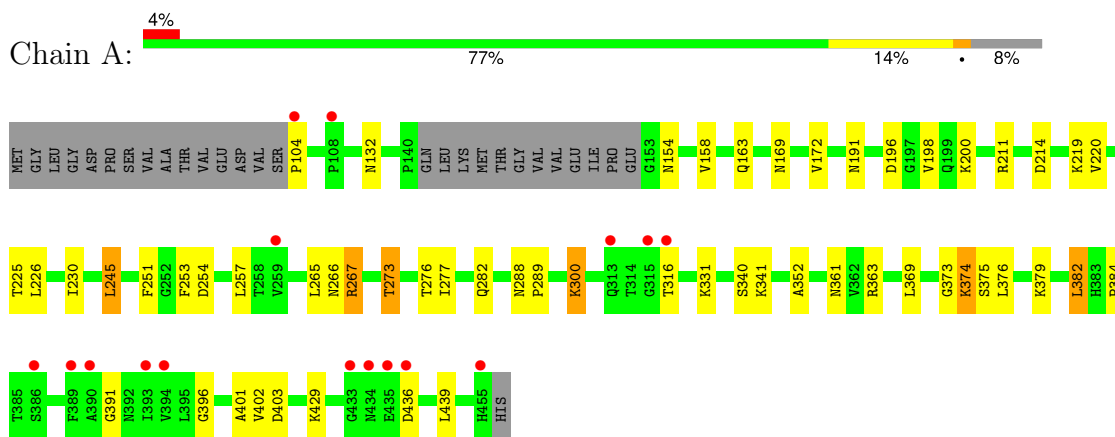 4%
Chain A:
77% 14% • 8%
MET GLY LEU GLY ASP PRO SER VAL ALA THR VAL GLU ASP VAL SER P104 P108 N132 P140 GLN LEU LYS MET THR GLY VAL VAL GLU ILE PRO GLU G153 N154 V158 Q163 N169 V172 N191 D196 G197 V198 Q199 K200 R211 D214 K219 V220
T225 L226 I230 L245 F251 G252 F253 D254 L257 T258 V259 L265 N266 R267 T273 T276 I277 Q282 N288 P289 K300 Q313 T314 G315 T316 K331 S340 K341 A352 N361 V362 R363 L369 G373 K374 S375 L376 K379 L382 H383 R384
T385 S386 F389 A390 G391 N392 I393 V394 L395 G396 A401 V402 D403 K429 G433 N434 E435 D436 L439 H455 HIS